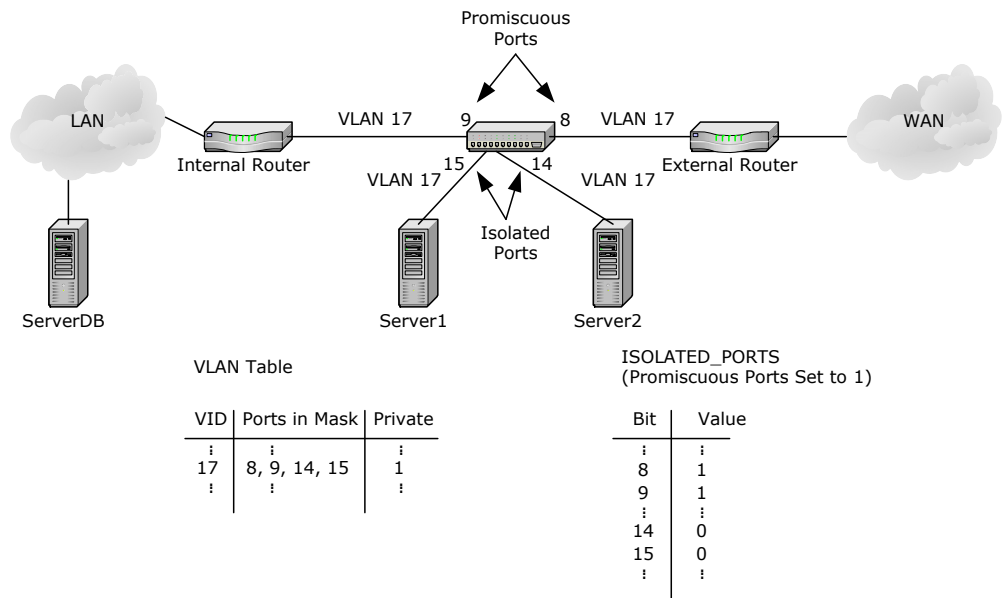 Promiscuous
Ports
LAN
VLAN 17
9
8
VLAN 17
WAN
Internal Router
15
14
External Router
VLAN 17
VLAN 17
Isolated
Ports
ServerDB
Server1
Server2
VLAN Table
VID Ports in Mask Private
⋮ ⋮ ⋮
17 8, 9, 14, 15 1
⋮ ⋮ ⋮
ISOLATED_PORTS
(Promiscuous Ports Set to 1)
Bit Value
⋮ ⋮
8 1
9 1
⋮ ⋮
14 0
15 0
⋮ ⋮